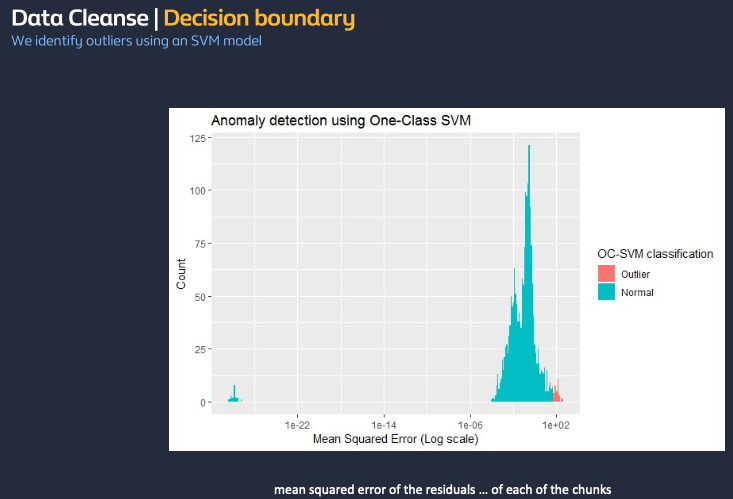 Data Cleanse | Decision boundary
We identify outliers using an SVM model
Anomaly detection using One-Class SVM
125
100
75
50
25
0
Count
1e-22
1e-14
1e-06
1e+02
Mean Squared Error (Log scale)
OC-SVM classification
Outlier
Normal
mean squared error of the residuals ... of each of the chunks